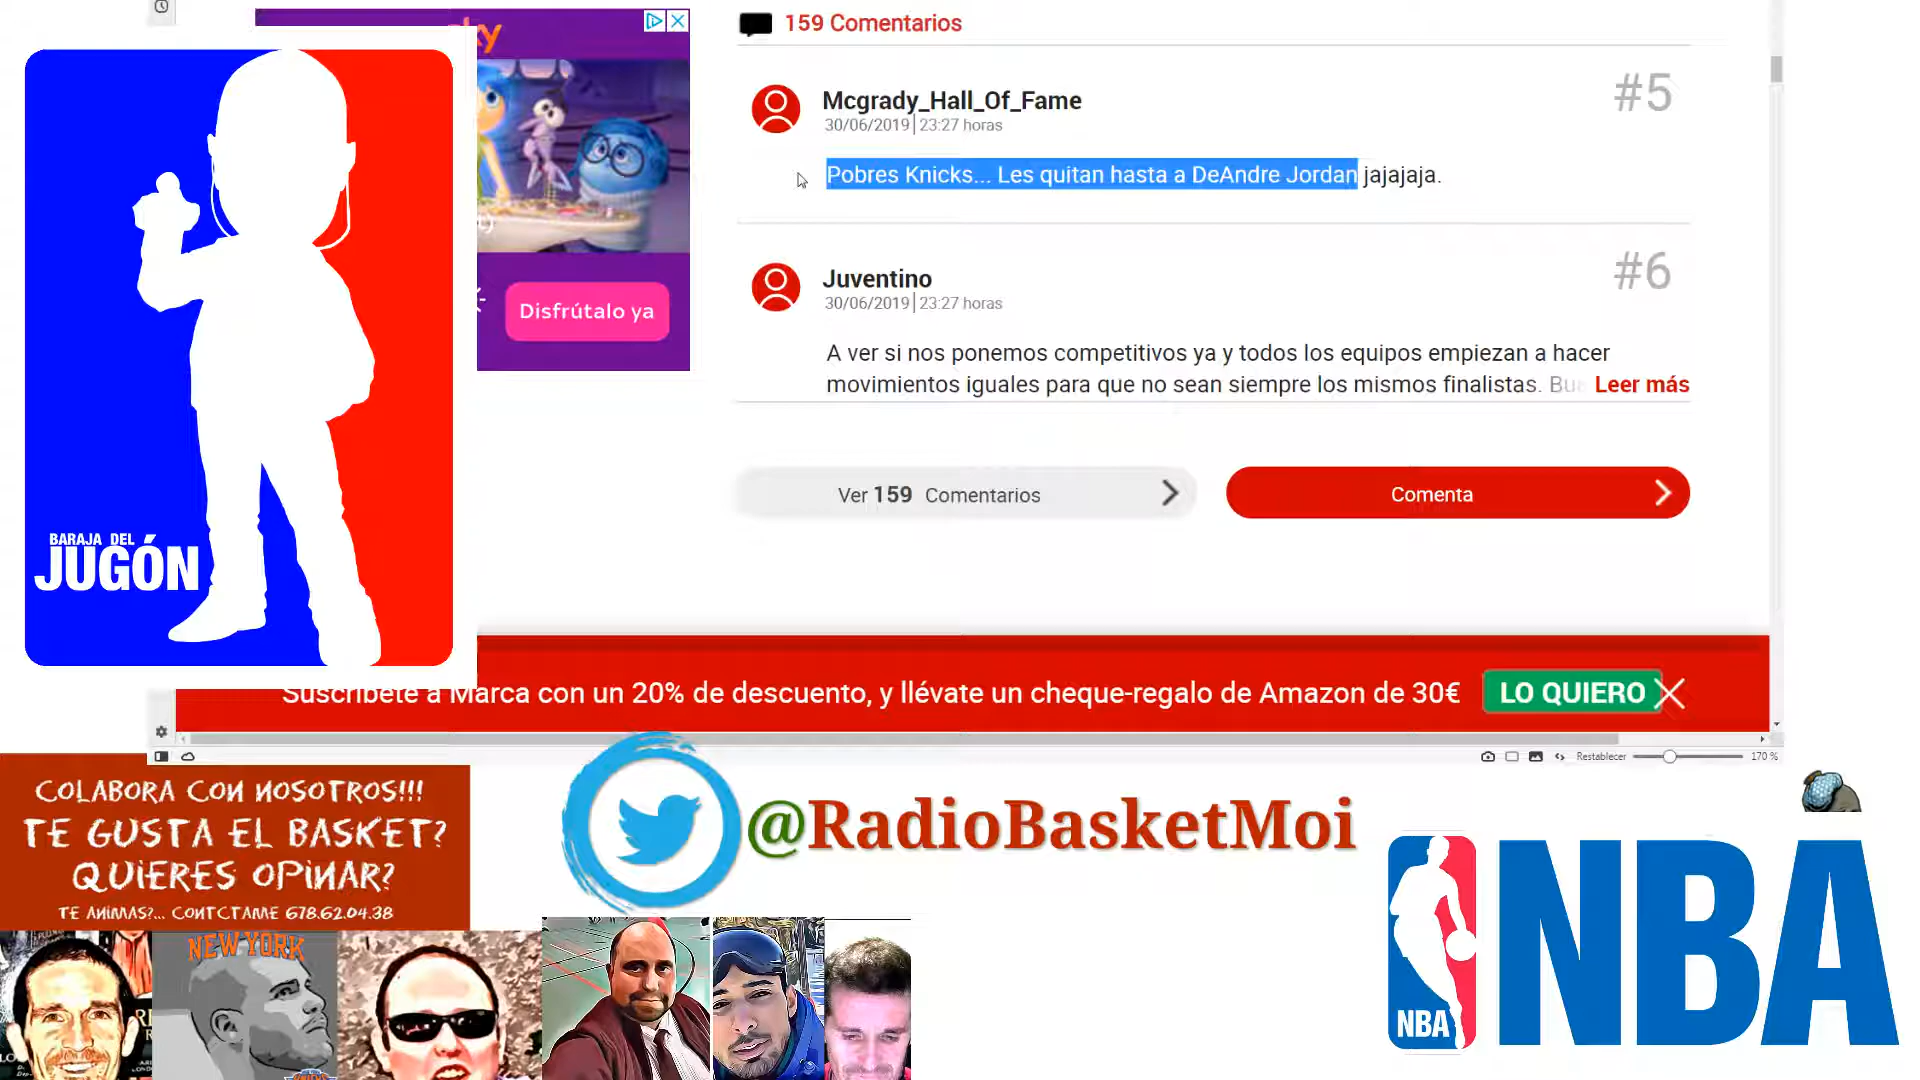 159 Comentarios
Mcgrady_Hall_Of_Fame
#5
30/06/2019 | 23:27 horas
Pobres Knicks... Les quitan hasta a DeAndre Jordan jajajaja.
Juventino
#6
30/06/2019 | 23:27 horas
A ver si nos ponemos competitivos ya y todos los equipos empiezan a hacer
movimientos iguales para que no sean siempre los mismos finalistas. Leer más
Disfrútalo ya
Ver 159 Comentarios
Comenta
BARAJA DEL
JUGÓN
Suscríbete a Marca con un 20% de descuento, y llévate un cheque-regalo de Amazon de 30€
LO QUIERO
Restablecer
170 %
COLABORA CON NOSOTROS!!!
TE GUSTA EL BASKET?
QUIERES OPINAR?
TE ANIMAS?... CONTCTAME 678.62.04.38
@RadioBasketMoi
NEW YORK
NBA
NBA